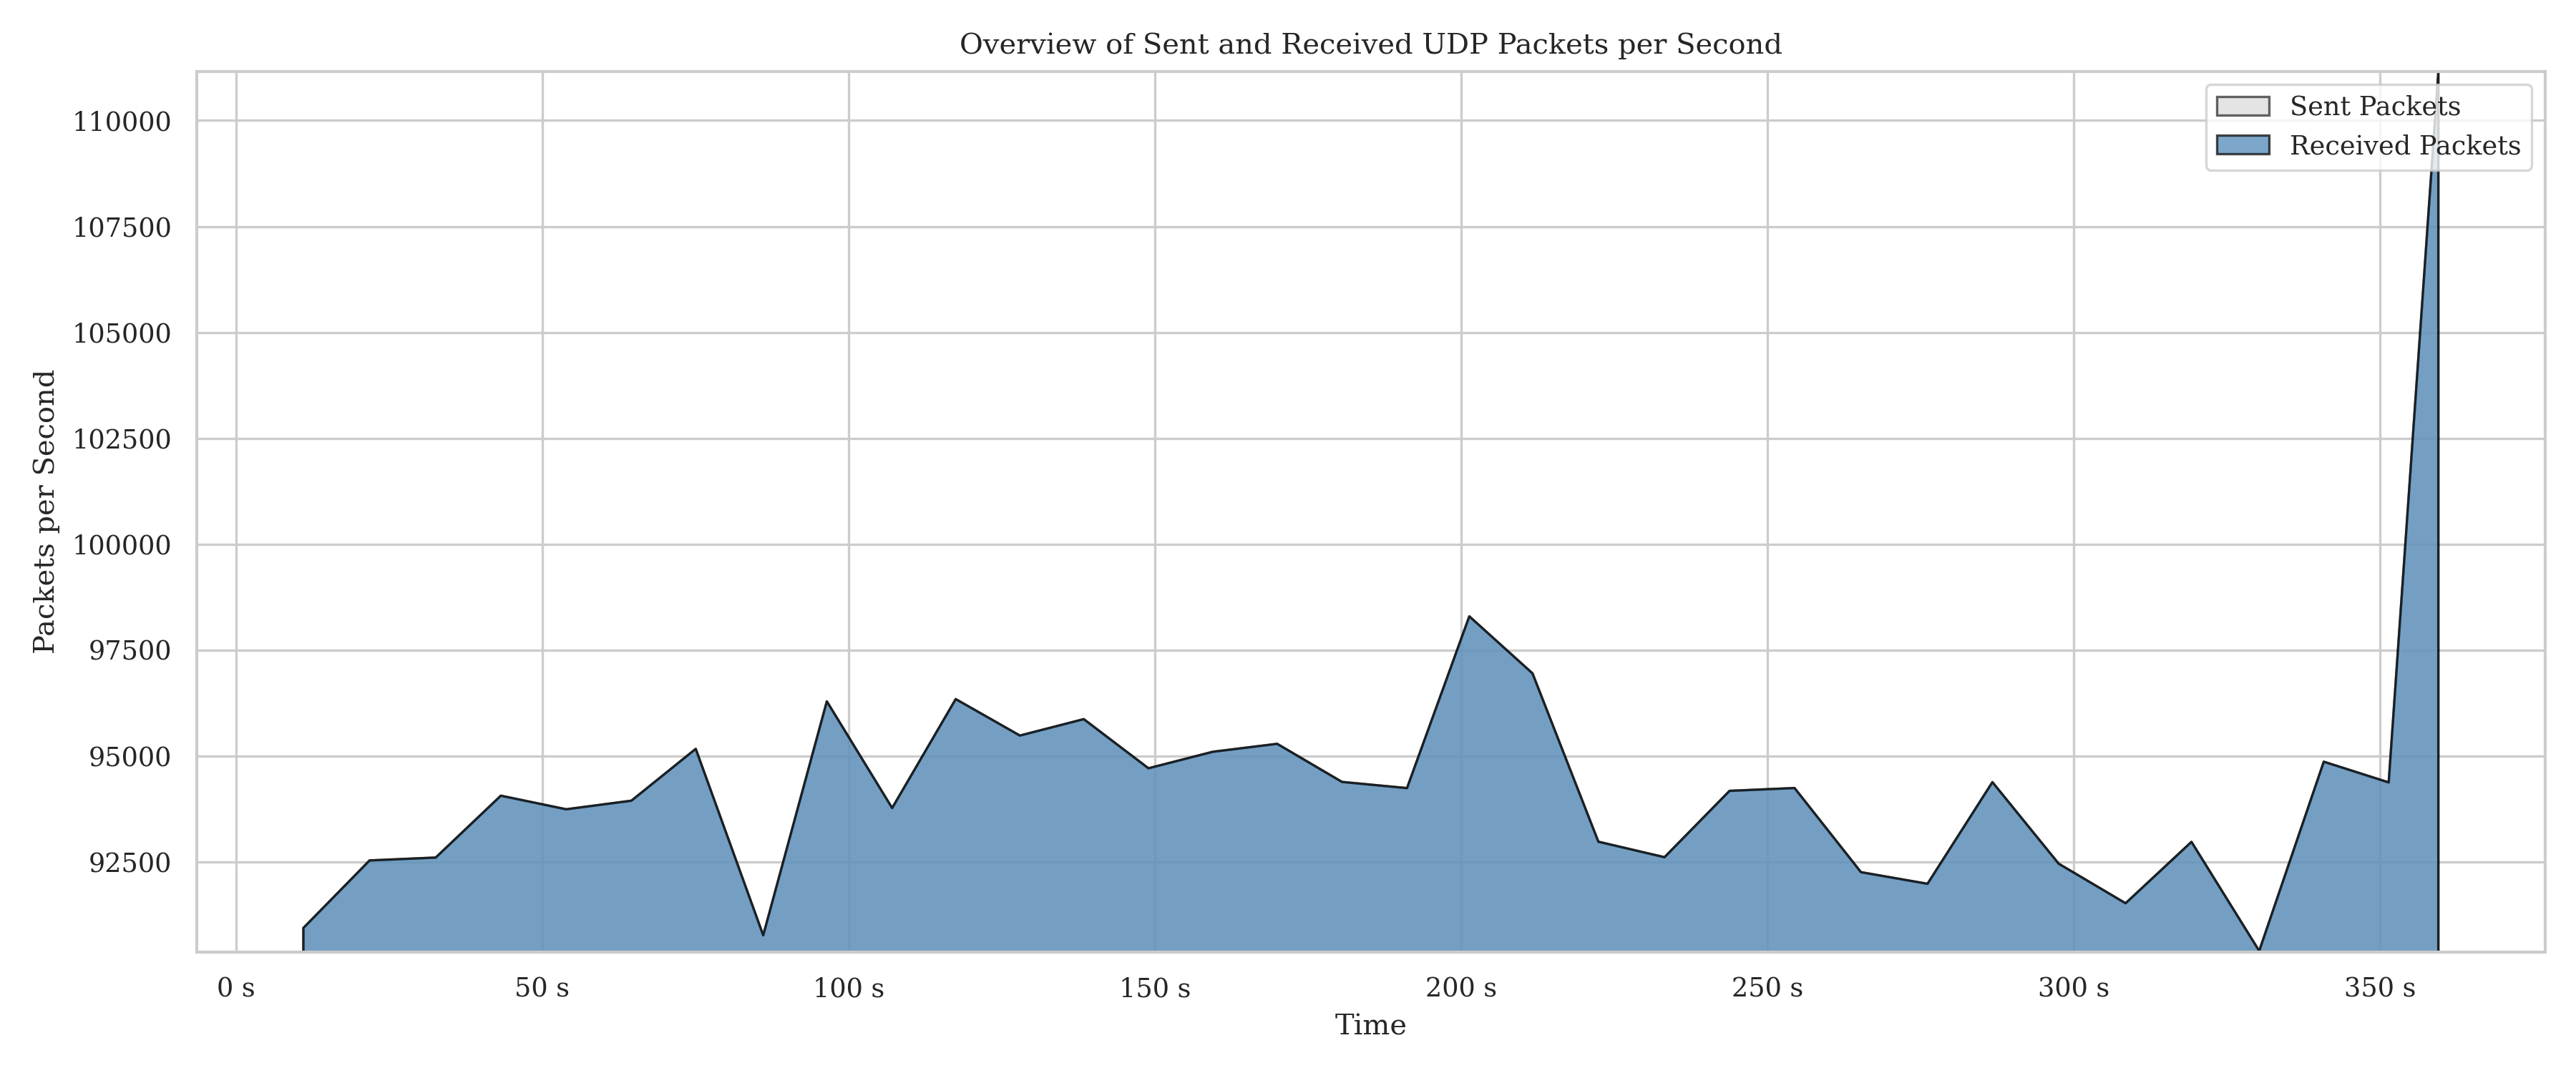 Overview of Sent and Received UDP Packets per Second
Sent Packets
Received Packets
Packets per Second
110000
107500
105000
102500
100000
97500
95000
92500
0 s
50 s
100 s
150 s
200 s
250 s
300 s
350 s
Time